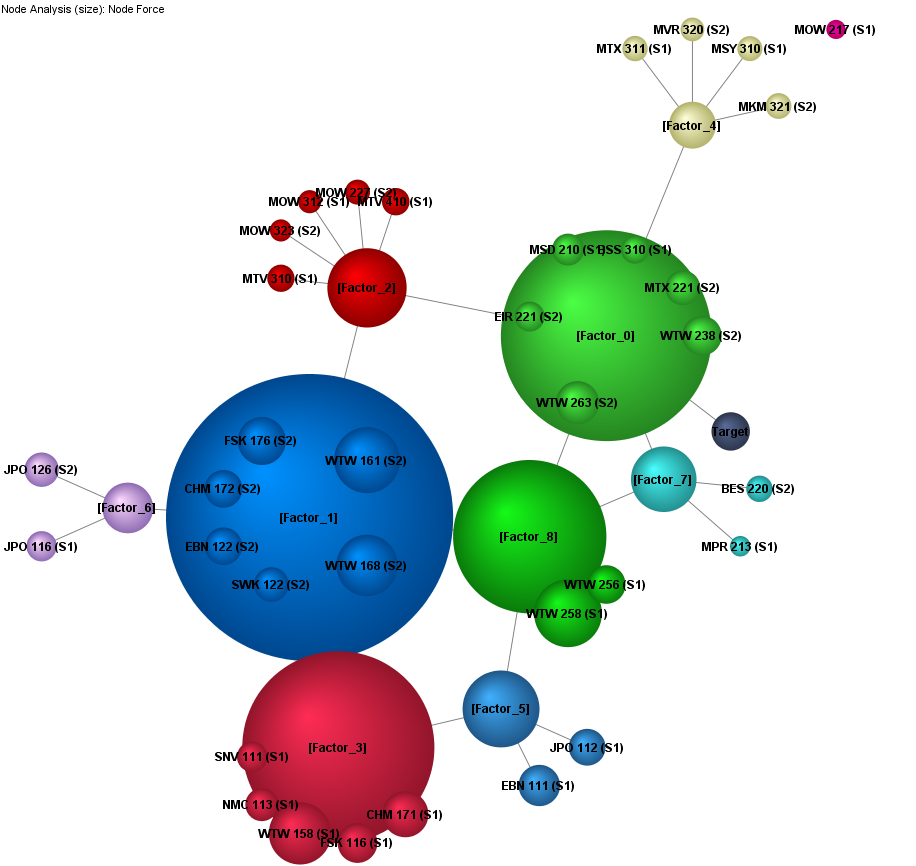 Node Analysis (size): Node Force
MVR 320 (S2)
MOW 217 (S1)
MTX 311 (S1)
MSY 310 (S1)
MKM 321 (S2)
[Factor_4]
MOW 227 (S2)
MOW 312 (S1)
MTV 410 (S1)
MOW 323 (S2)
MSD 210 (S1)
BSS 310 (S1)
MTV 310 (S1)
[Factor_2]
MTX 221 (S2)
EIR 221 (S2)
[Factor_0]
WTW 238 (S2)
WTW 263 (S2)
Target
FSK 176 (S2)
WTW 161 (S2)
JPO 126 (S2)
[Factor_7]
CHM 172 (S2)
BES 220 (S2)
[Factor_6]
[Factor_1]
[Factor_8]
JPO 116 (S1)
EBN 122 (S2)
MPR 213 (S1)
WTW 168 (S2)
SWK 122 (S2)
WTW 256 (S1)
WTW 258 (S1)
[Factor_5]
[Factor_3]
JPO 112 (S1)
SNV 111 (S1)
EBN 111 (S1)
NMC 113 (S1)
CHM 171 (S1)
WTW 158 (S1)
FSK 116 (S1)